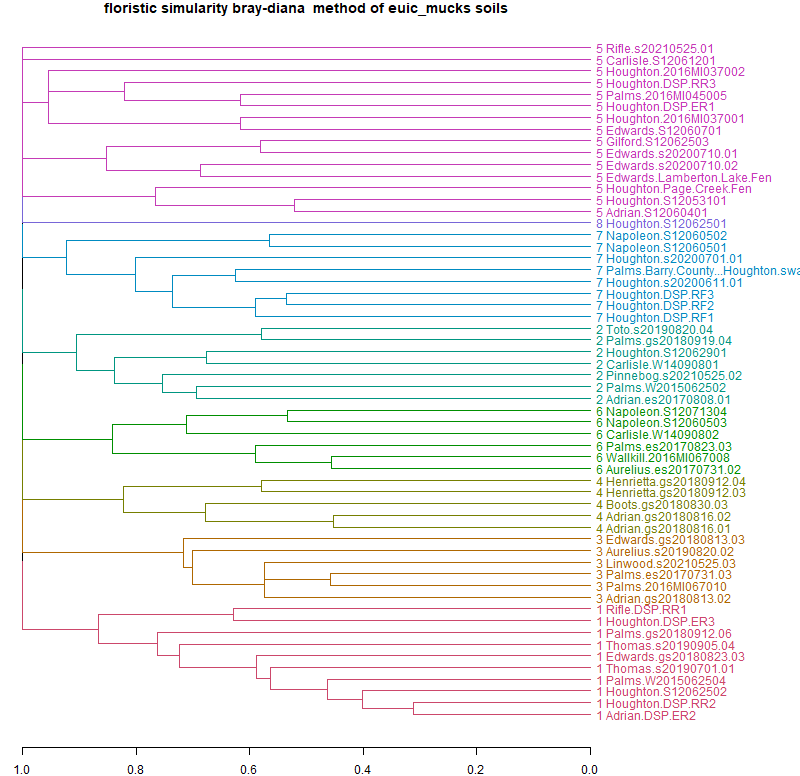 floristic simularity bray-diana  method of euic_mucks soils
5 Rifle.s20210525.01
5 Carlisle.S12061201
5 Houghton.2016MI037002
5 Houghton.DSP.RR3
5 Palms.2016MI045005
5 Houghton.DSP.ER1
5 Houghton.2016MI037001
5 Edwards.S12060701
5 Gilford.S12062503
5 Edwards.s20200710.01
5 Edwards.s20200710.02
5 Edwards.Lamberton.Lake.Fen
5 Houghton.Page.Creek.Fen
5 Houghton.S12053101
5 Adrian.S12060401
8 Houghton.S12062501
7 Napoleon.S12060502
7 Napoleon.S12060501
7 Houghton.s20200701.01
7 Palms.Barry.County...Houghton.swa
7 Houghton.s20200611.01
7 Houghton.DSP.RF3
7 Houghton.DSP.RF2
7 Houghton.DSP.RF1
2 Toto.s20190820.04
2 Palms.gs20180919.04
2 Houghton.S12062901
2 Carlisle.W14090801
2 Pinnebog.s20210525.02
2 Palms.W2015062502
2 Adrian.es20170808.01
6 Napoleon.S12071304
6 Napoleon.S12060503
6 Carlisle.W14090802
6 Palms.es20170823.03
6 Wallkill.2016MI067008
6 Aurelius.es20170731.02
4 Henrietta.gs20180912.04
4 Henrietta.gs20180912.03
4 Boots.gs20180830.03
4 Adrian.gs20180816.02
4 Adrian.gs20180816.01
3 Edwards.gs20180813.03
3 Aurelius.s20190820.02
3 Linwood.s20210525.03
3 Palms.es20170731.03
3 Palms.2016MI067010
3 Adrian.gs20180813.02
1 Rifle.DSP.RR1
1 Houghton.DSP.ER3
1 Palms.gs20180912.06
1 Thomas.s20190905.04
1 Edwards.gs20180823.03
1 Thomas.s20190701.01
1 Palms.W2015062504
1 Houghton.S12062502
1 Houghton.DSP.RR2
1 Adrian.DSP.ER2
1.0 0.8 0.6 0.4 0.2 0.0